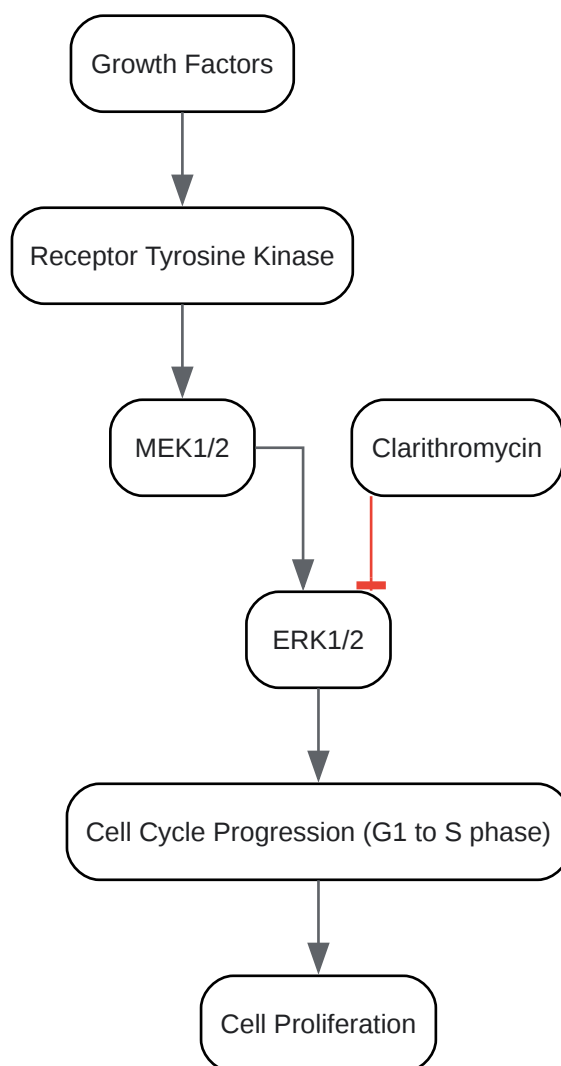 Growth Factors
Receptor Tyrosine Kinase
MEK1/2
Clarithromycin
ERK1/2
Cell Cycle Progression (G1 to S phase)
Cell Proliferation